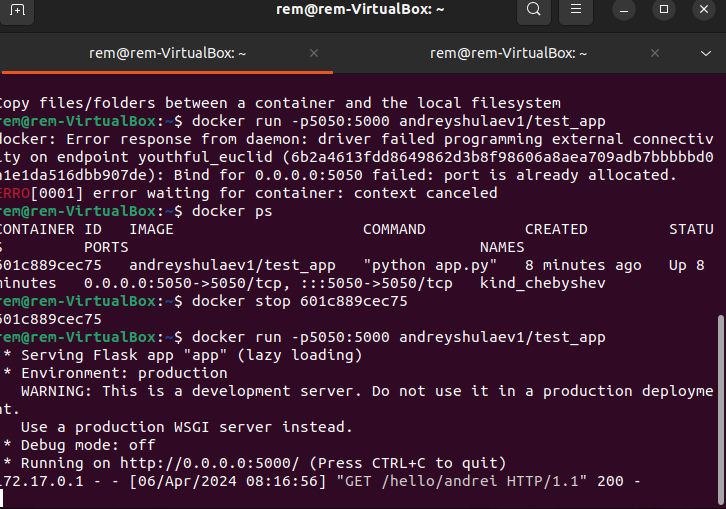 rem@rem-VirtualBox: ~
rem@rem-VirtualBox: ~
rem@rem-VirtualBox: ~
Copy files/folders between a container and the local filesystem
rem@rem-VirtualBox:~$ docker run -p5050:5000 andreyshulaev1/test_app
docker: Error response from daemon: driver failed programming external connectiv
ity on endpoint youthful_euclid (6b2a4613fdd8649862d3b8f98606a8aea709adb7bbbbbd0
a1e1da516dbb907de): Bind for 0.0.0.0:5050 failed: port is already allocated.
ERRO[0001] error waiting for container: context canceled
rem@rem-VirtualBox:~$ docker ps
CONTAINER ID   IMAGE                     COMMAND           CREATED         STATU
S         PORTS                                       NAMES
601c889cec75   andreyshulaev1/test_app   "python app.py"   8 minutes ago   Up 8
minutes   0.0.0.0:5050->5050/tcp, :::5050->5050/tcp   kind_chebyshev
rem@rem-VirtualBox:~$ docker stop 601c889cec75
601c889cec75
rem@rem-VirtualBox:~$ docker run -p5050:5000 andreyshulaev1/test_app
* Serving Flask app "app" (lazy loading)
* Environment: production
WARNING: This is a development server. Do not use it in a production deployme
nt.
Use a production WSGI server instead.
* Debug mode: off
* Running on http://0.0.0.0:5000/ (Press CTRL+C to quit)
172.17.0.1 - - [06/Apr/2024 08:16:56] "GET /hello/andrei HTTP/1.1" 200 -